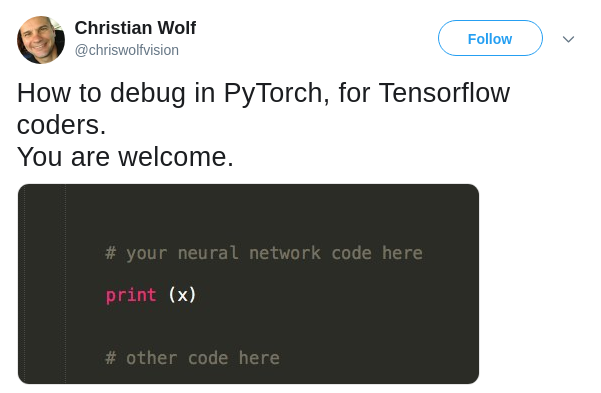 Christian Wolf
@chriswolfvision
Follow
How to debug in PyTorch, for Tensorflow
coders.
You are welcome.
# your neural network code here
print (x)
# other code here